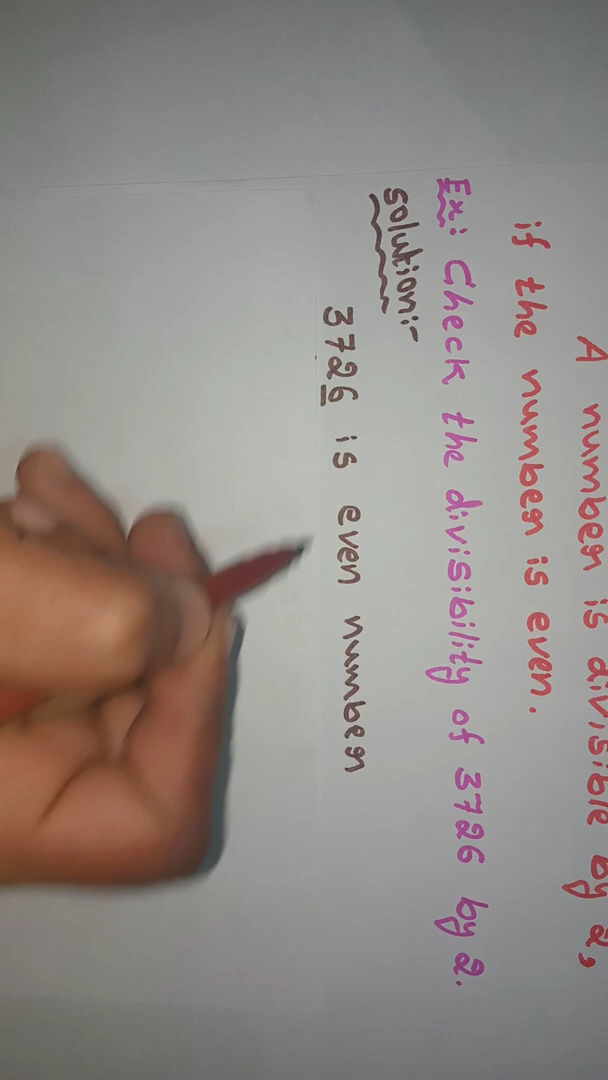 A number is divisible by 2,
if the number is even.
Ex: Check the divisibility of 3726 by 2.
Solution:-
3726 is even number